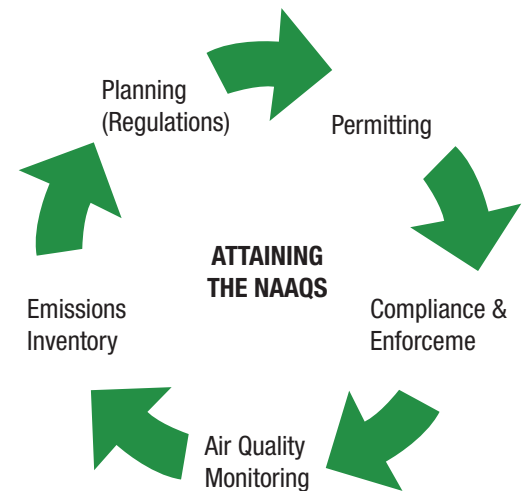 Planning
(Regulations)
Permitting
ATTAINING
THE NAAQS
Compliance &
Enforceme
Air Quality
Monitoring
Emissions
Inventory